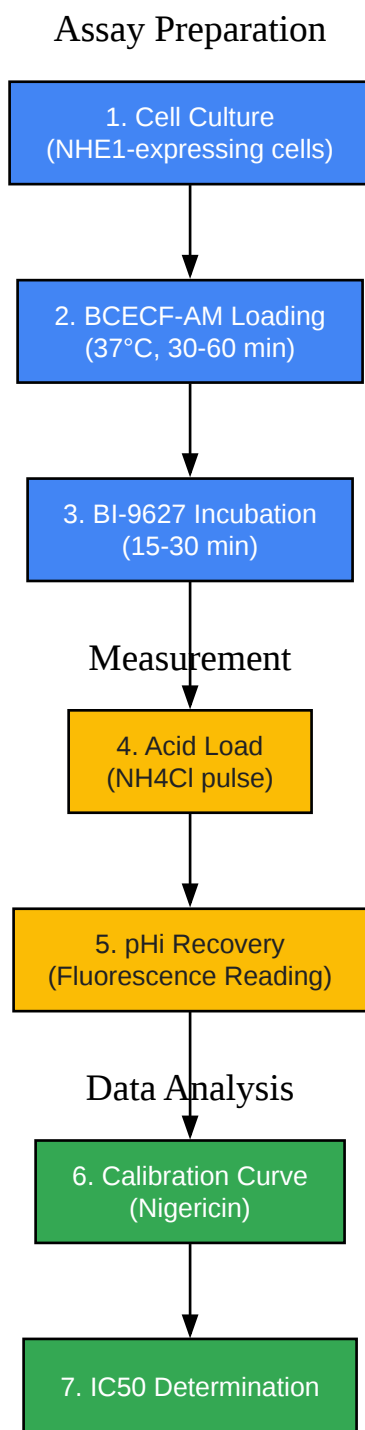 Assay Preparation
1. Cell Culture
(NHE1-expressing cells)
2. BCECF-AM Loading
(37°C, 30-60 min)
3. BI-9627 Incubation
(15-30 min)
Measurement
4. Acid Load
(NH4Cl pulse)
5. pHi Recovery
(Fluorescence Reading)
Data Analysis
6. Calibration Curve
(Nigericin)
7. IC50 Determination